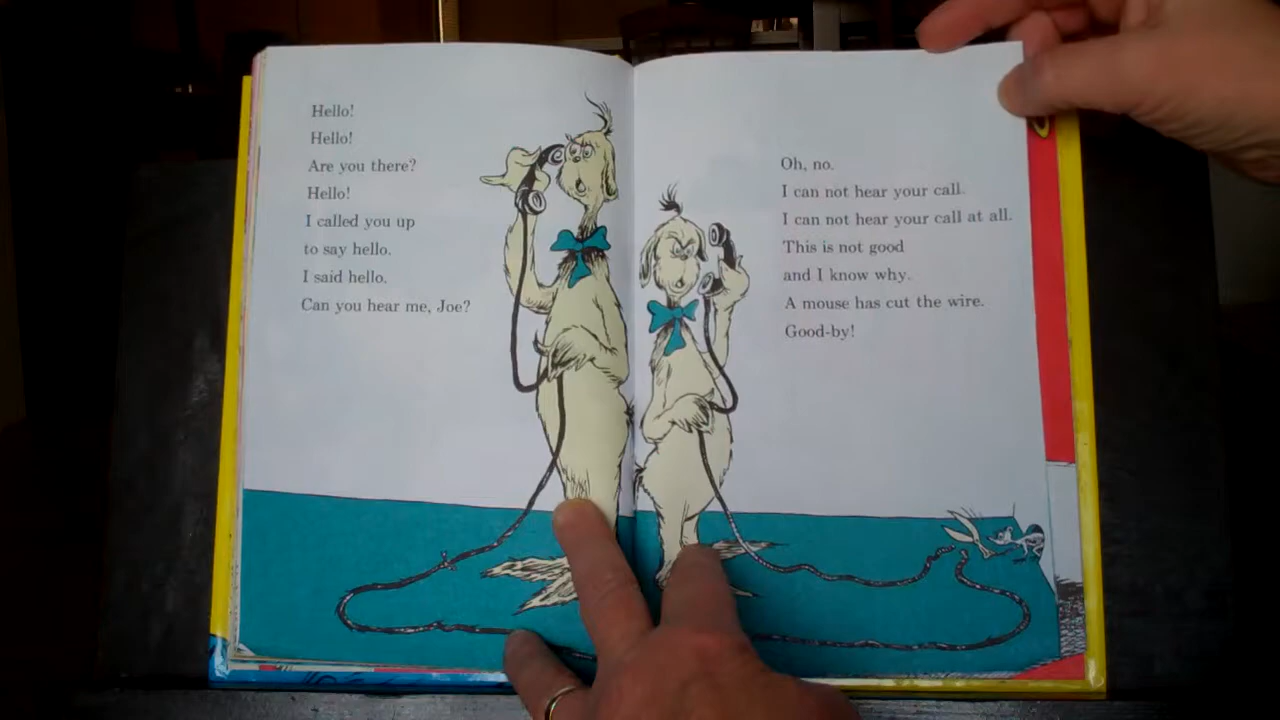 Hello!
Hello!
Are you there?
Hello!
I called you up
to say hello.
I said hello.
Can you hear me, Joe?
Oh, no.
I can not hear your call.
I can not hear your call at all.
This is not good
and I know why.
A mouse has cut the wire.
Good-by!